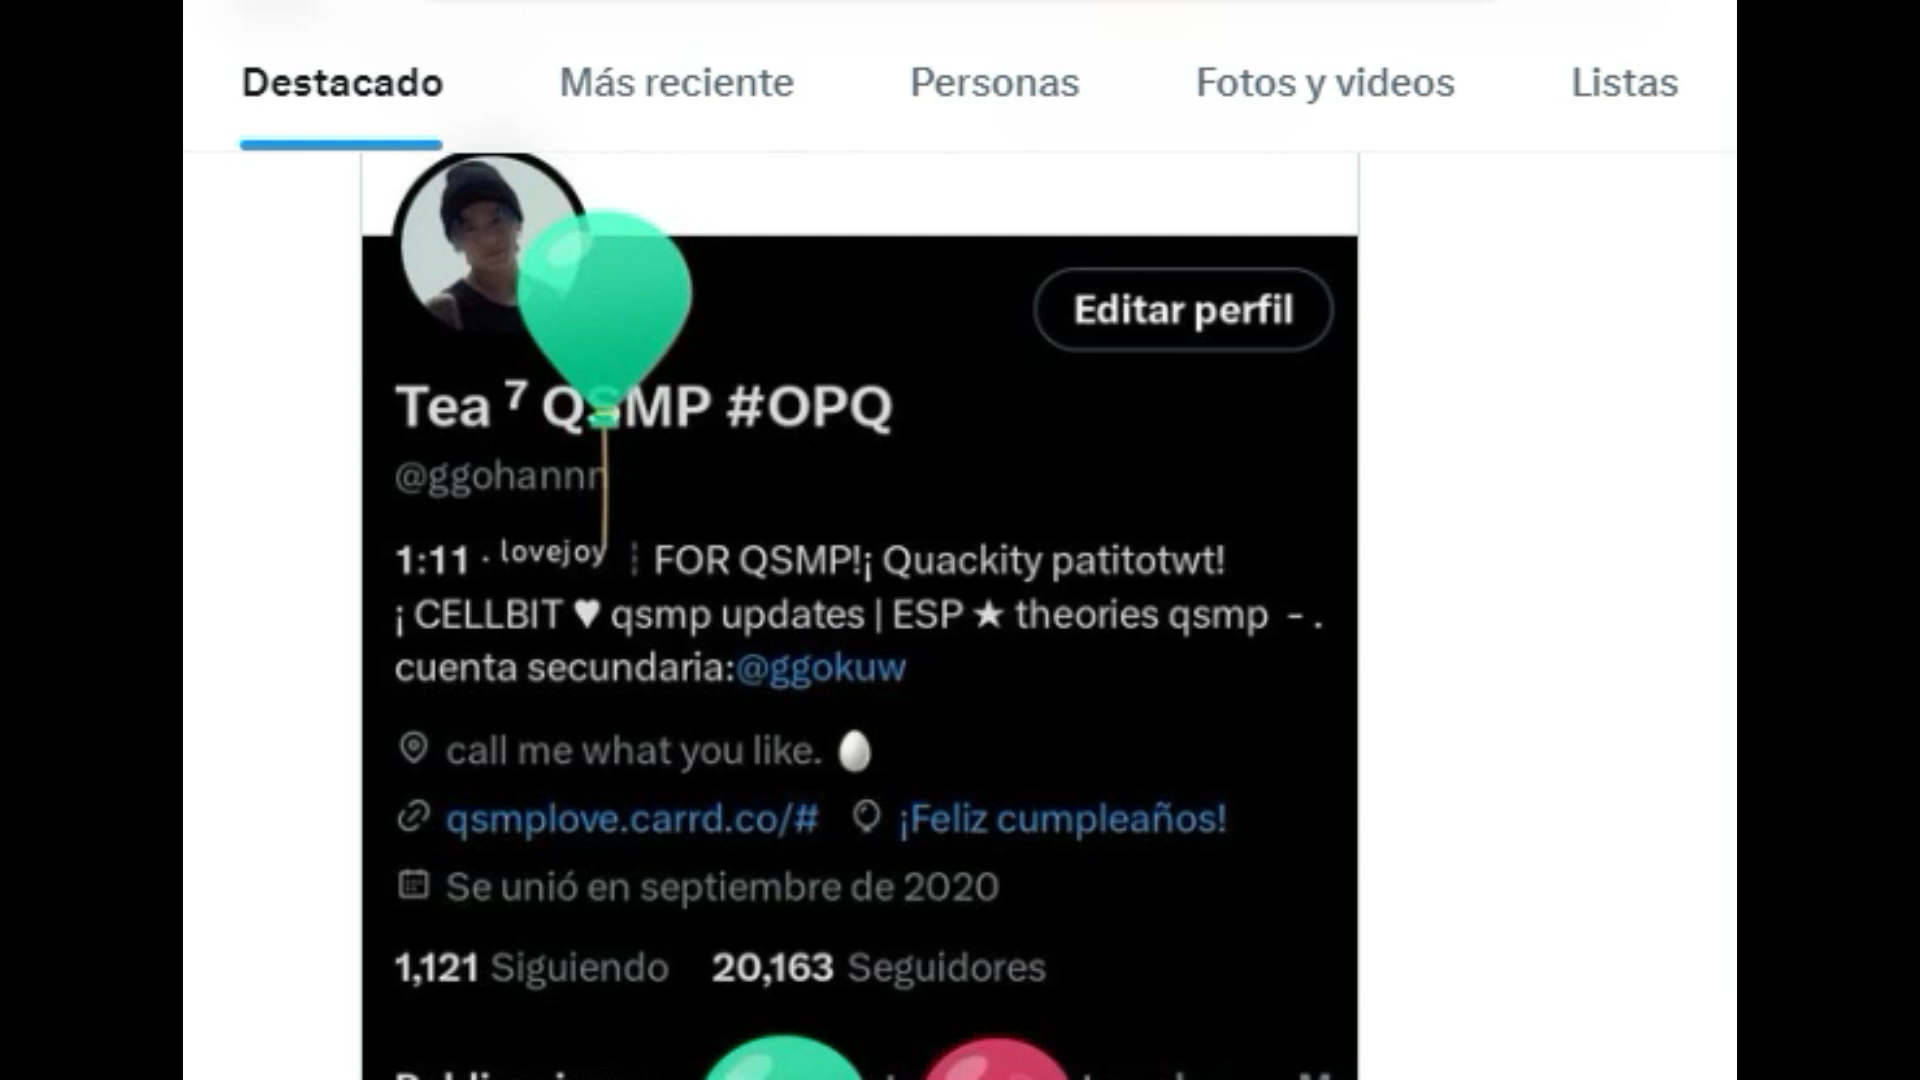 Destacado Más reciente Personas Fotos y videos Listas
Editar perfil
Tea ⁷ QSMP #OPQ
@ggohannn
1:11 · ˡᵒᵛᵉʲᵒʸ ┊ FOR QSMP!¡ Quackity patitotwt!
¡ CELLBIT ♥ qsmp updates | ESP ★ theories qsmp - .
cuenta secundaria:@ggokuw
call me what you like. 🥚
qsmplove.carrd.co/# ¡Feliz cumpleaños!
Se unió en septiembre de 2020
1,121 Siguiendo 20,163 Seguidores